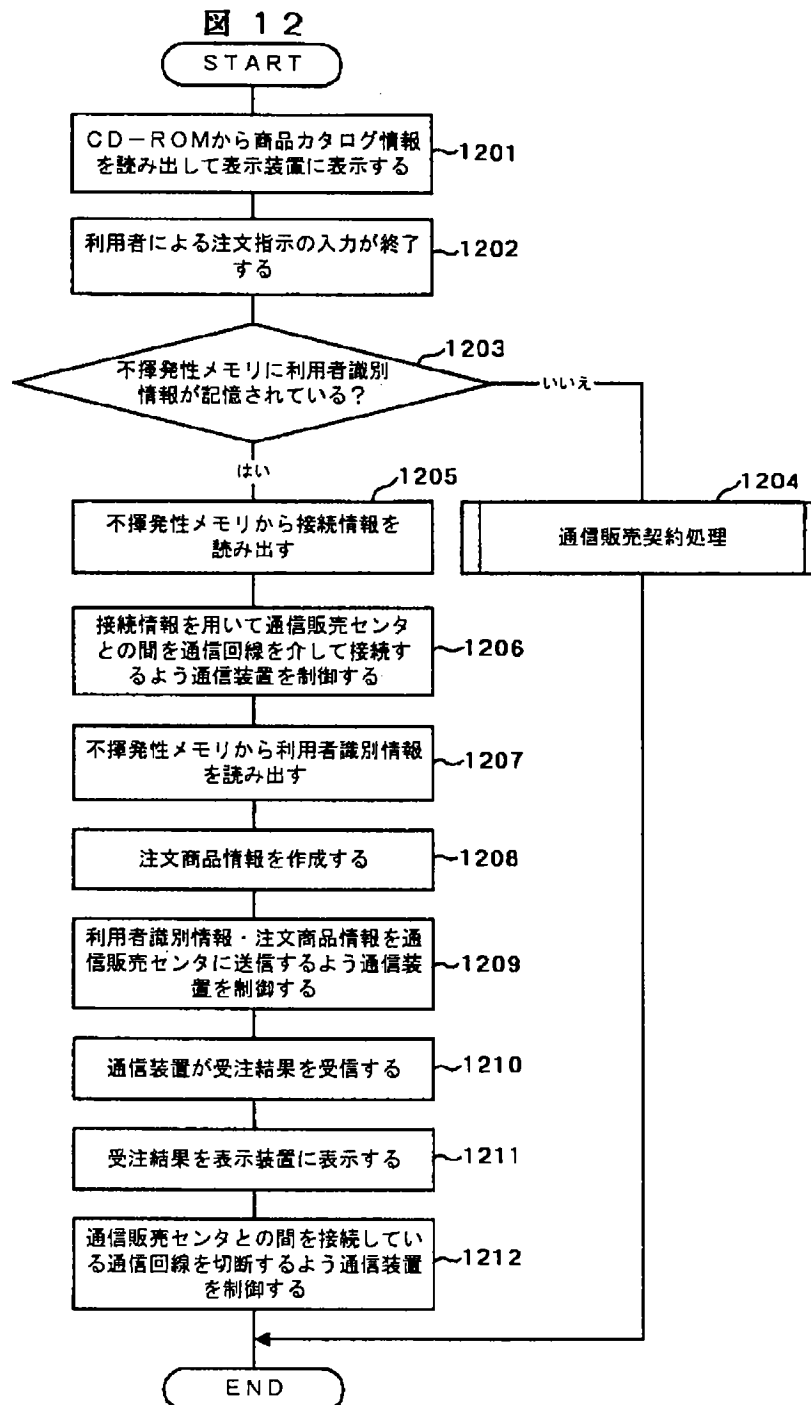 図 12
START
CD-ROMから商品カタログ情報
を読み出して表示装置に表示する
1201
利用者による注文指示の入力が終了
する
1202
不揮発性メモリに利用者識別
情報が記憶されている?
1203
いいえ
はい
1204
通信販売契約処理
1205
不揮発性メモリから接続情報を
読み出す
接続情報を用いて通信販売センタ
との間を通信回線を介して接続す
るよう通信装置を制御する
1206
不揮発性メモリから利用者識別情報
を読み出す
1207
注文商品情報を作成する
1208
利用者識別情報・注文商品情報を通
信販売センタに送信するよう通信装
置を制御する
1209
通信装置が受注結果を受信する
1210
受注結果を表示装置に表示する
1211
通信販売センタとの間を接続してい
る通信回線を切断するよう通信装置
を制御する
1212
END